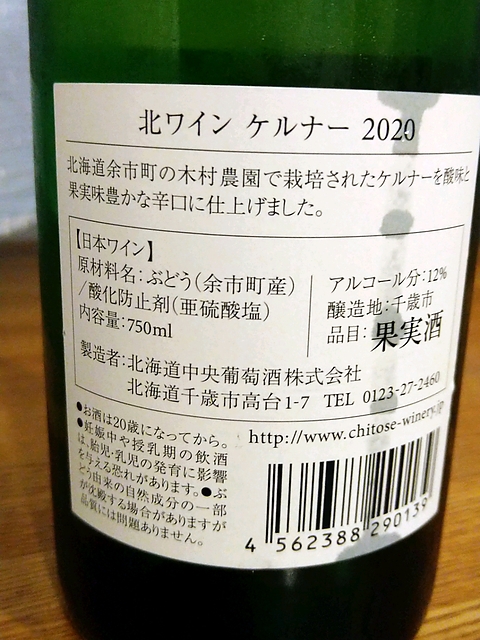 北ワイン ケルナー 2020
北海道余市町の木村農園で栽培されたケルナーを酸味と
果実味豊かな辛口に仕上げました。
【日本ワイン】
原材料名：ぶどう（余市町産）
/酸化防止剤（亜硫酸塩）
内容量：750ml
アルコール分：12%
醸造地：千歳市
品目：果実酒
製造者：北海道中央葡萄酒株式会社
北海道千歳市高台1-7 TEL 0123-27-2460
●お酒は20歳になってから。
●妊娠中や授乳期の飲酒
は、胎児・乳児の発育に影響
を与える恐れがあります。●ぶ
どう由来の自然成分の一部
が沈殿する場合がありますが
品質には問題ありません。
http://www.chitose-winery.jp
4 562388 290139